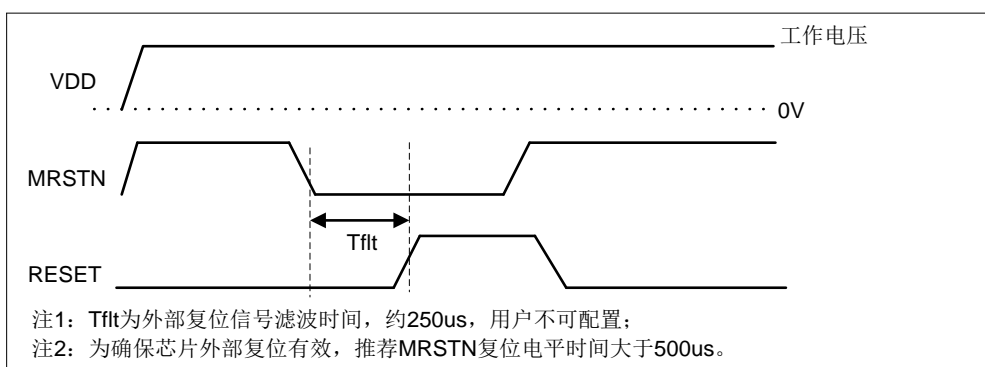 工作电压
VDD
0V
MRSTN
Tflt
RESET
注1：Tflt为外部复位信号滤波时间，约250us，用户不可配置；
注2：为确保芯片外部复位有效，推荐MRSTN复位电平时间大于500us。